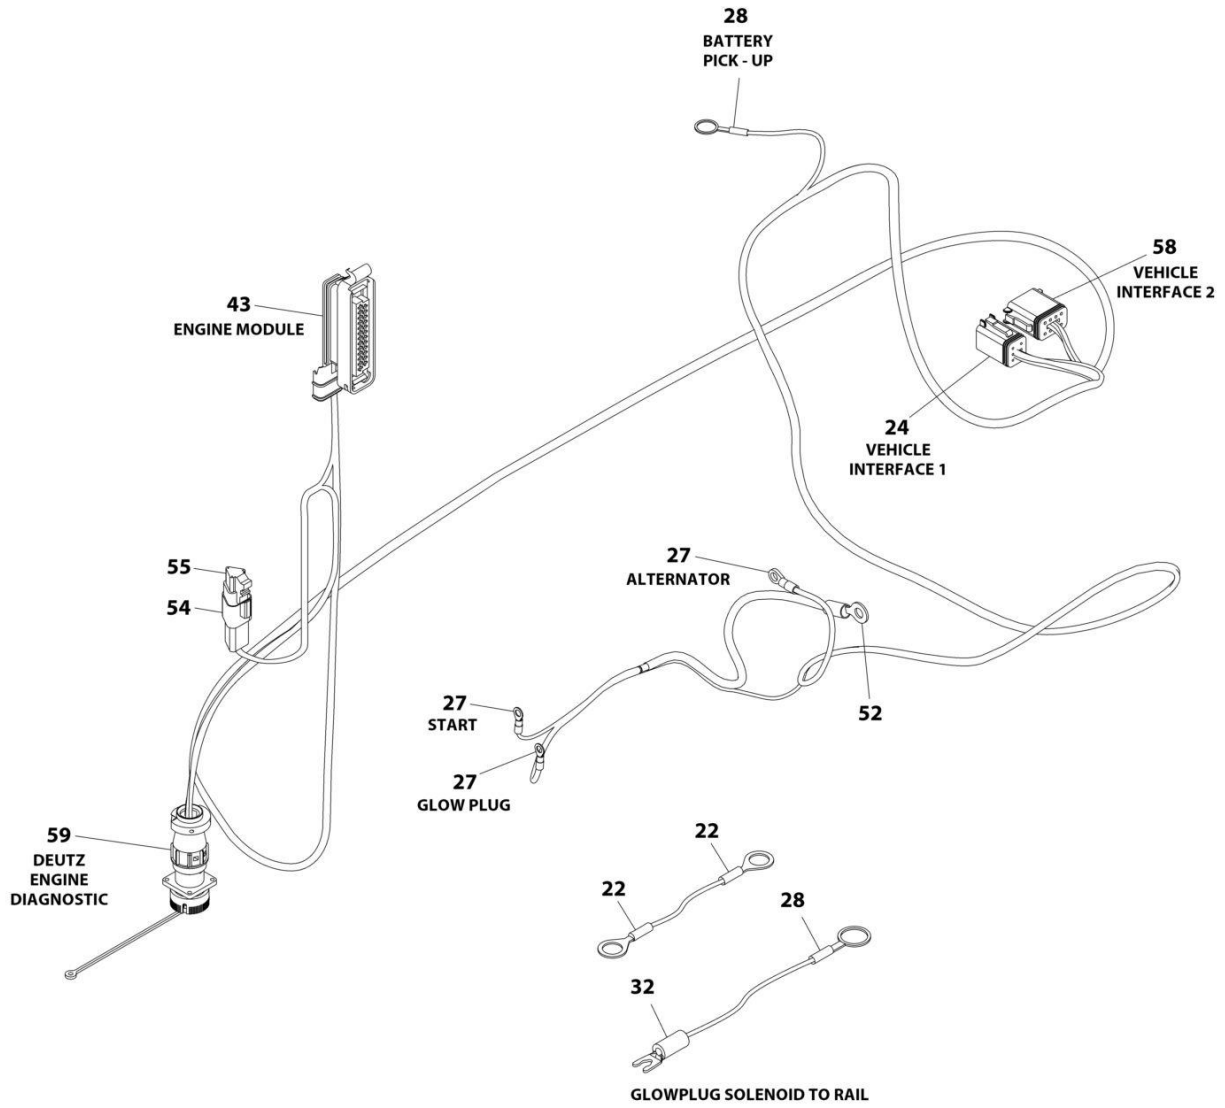 28
BATTERY
PICK - UP
58
VEHICLE
INTERFACE 2
43
ENGINE MODULE
24
VEHICLE
INTERFACE 1
55
54
27
ALTERNATOR
27
START
52
27
GLOW PLUG
59
DEUTZ
ENGINE
DIAGNOSTIC
22
22
28
32
GLOWPLUG SOLENOID TO RAIL